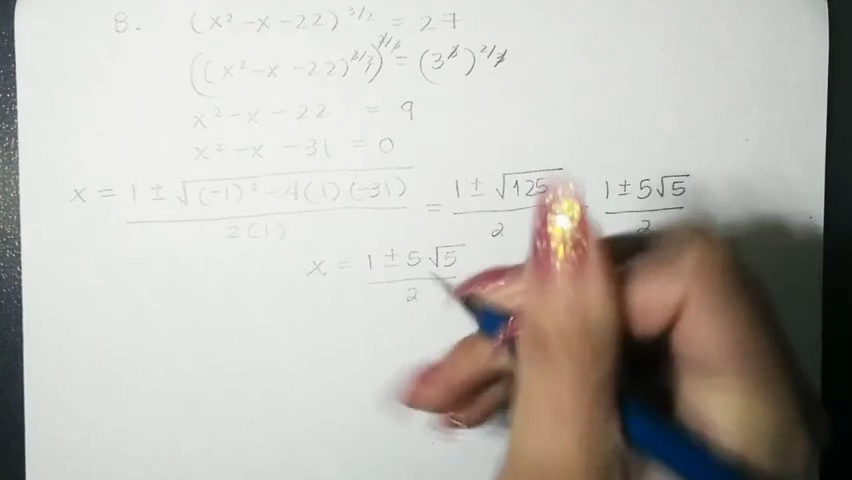 8. (x² - x - 22)^3/2 = 27
((x² - x - 22)^3/2)^2/3 = (3^3)^2/3
x² - x - 22 = 9
x² - x - 31 = 0
x = 1 ± √(-1)² - 4(1)(-31) / 2(1) = 1 ± √125 / 2 1 ± 5√5 / 2
x = 1 ± 5√5 / 2